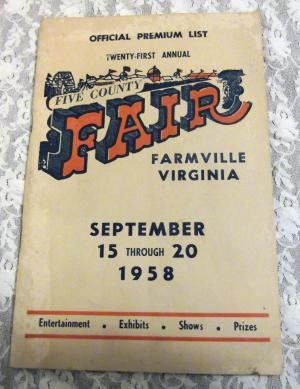 OFFICIAL PREMIUM LIST
TWENTY-FIRST ANNUAL
FIVE COUNTY
FAIR
FARMVILLE
VIRGINIA
SEPTEMBER
15 THROUGH 20
1958
Entertainment • Exhibits • Shows • Prizes